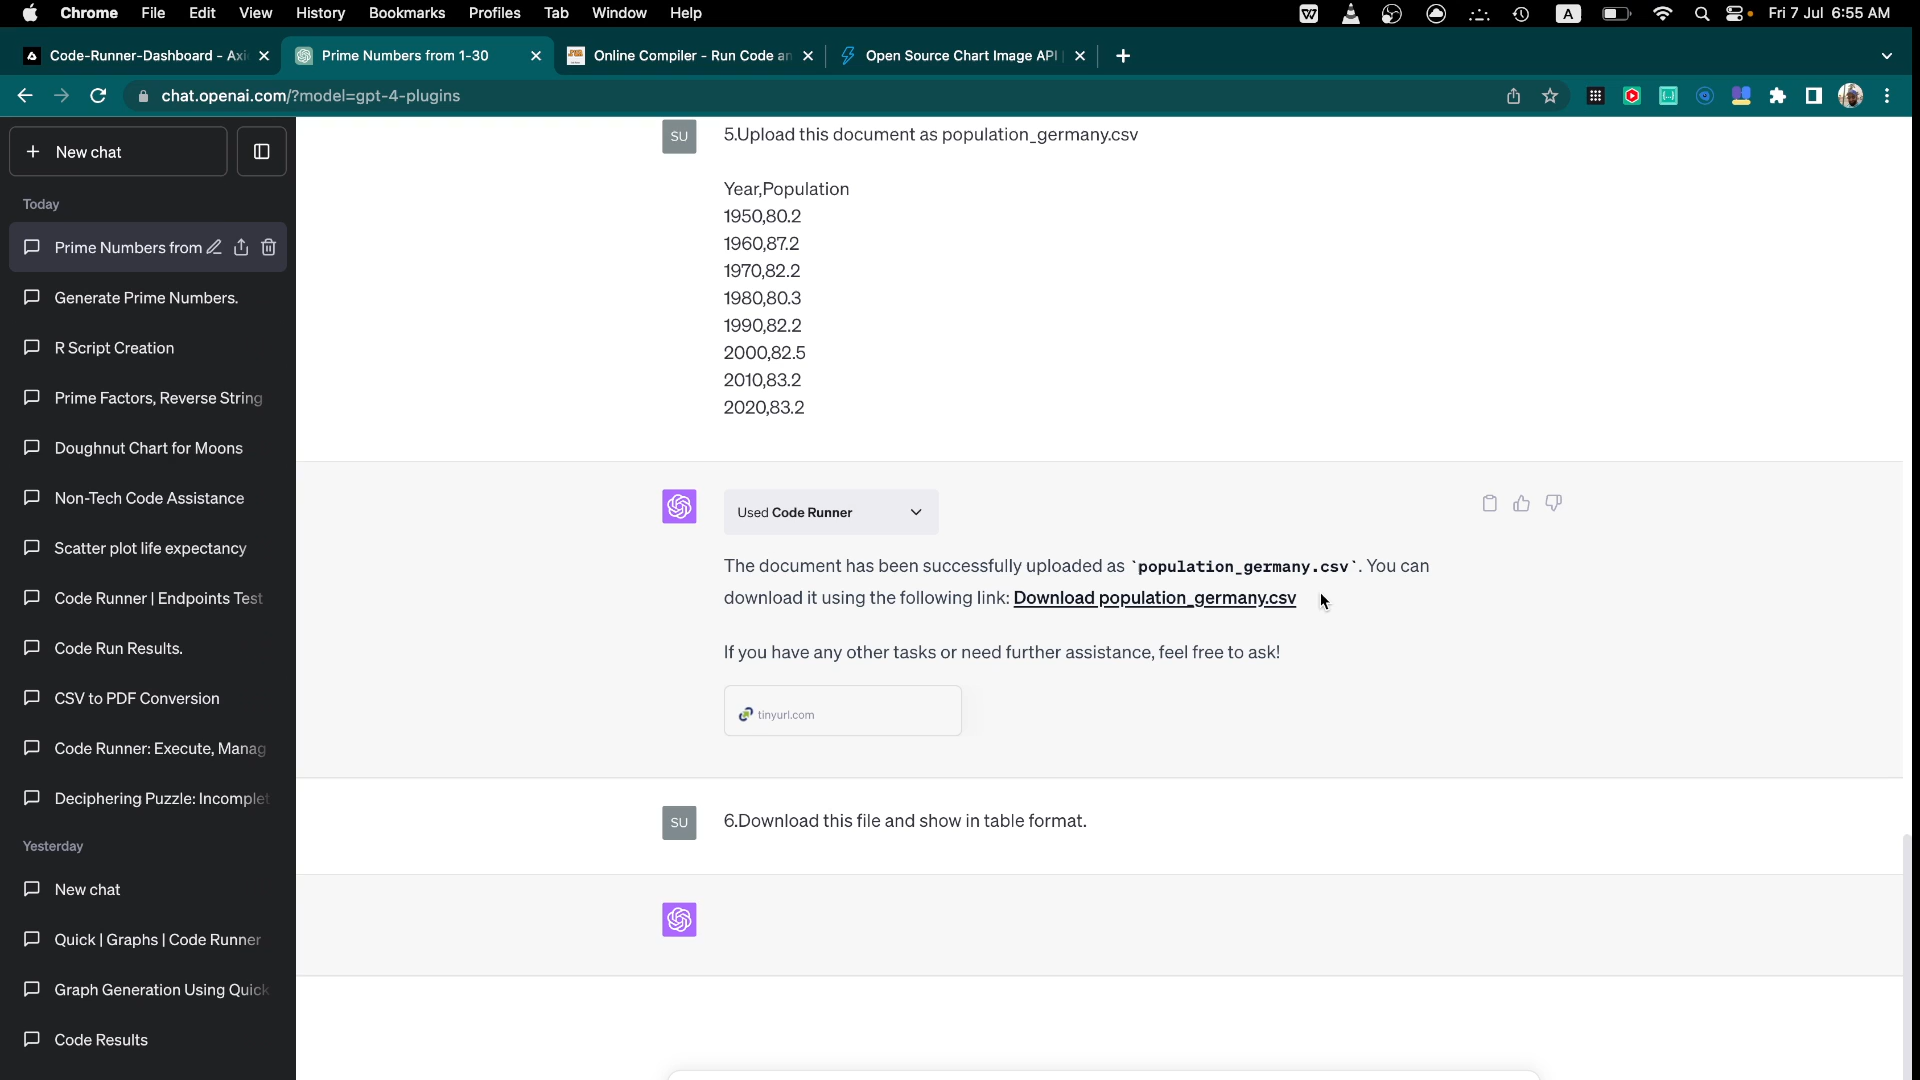 Chrome File Edit View History Bookmarks Profiles Tab Window Help A Fri 7 Jul 6:55 AM
Code-Runner-Dashboard - Axi Prime Numbers from 1-30 Online Compiler - Run Code an Open Source Chart Image API
chat.openai.com/?model=gpt-4-plugins
New chat
Today
Prime Numbers from
Generate Prime Numbers.
R Script Creation
Prime Factors, Reverse String
Doughnut Chart for Moons
Non-Tech Code Assistance
Scatter plot life expectancy
Code Runner | Endpoints Test
Code Run Results.
CSV to PDF Conversion
Code Runner: Execute, Manag
Deciphering Puzzle: Incomplet
Yesterday
New chat
Quick | Graphs | Code Runner
Graph Generation Using Quick
Code Results
SU 5.Upload this document as population_germany.csv
Year,Population
1950,80.2
1960,87.2
1970,82.2
1980,80.3
1990,82.2
2000,82.5
2010,83.2
2020,83.2
Used Code Runner
The document has been successfully uploaded as `population_germany.csv`. You can
download it using the following link: Download population_germany.csv
If you have any other tasks or need further assistance, feel free to ask!
tinyurl.com
SU 6.Download this file and show in table format.